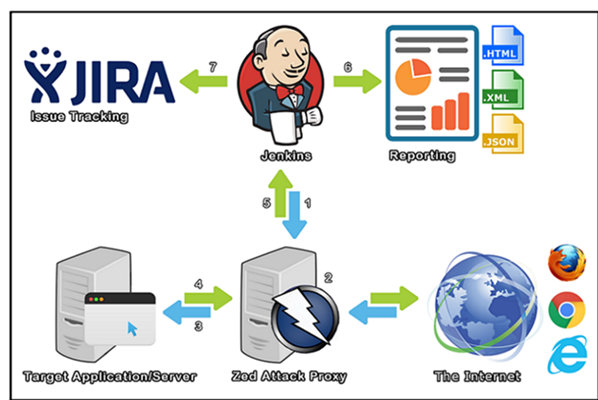 JIRA
Issue Tracking
7
6
Jenkins
Reporting
.HTML
.XML
.JSON
5
1
4
3
2
Target Application/Server
Zed Attack Proxy
The Internet